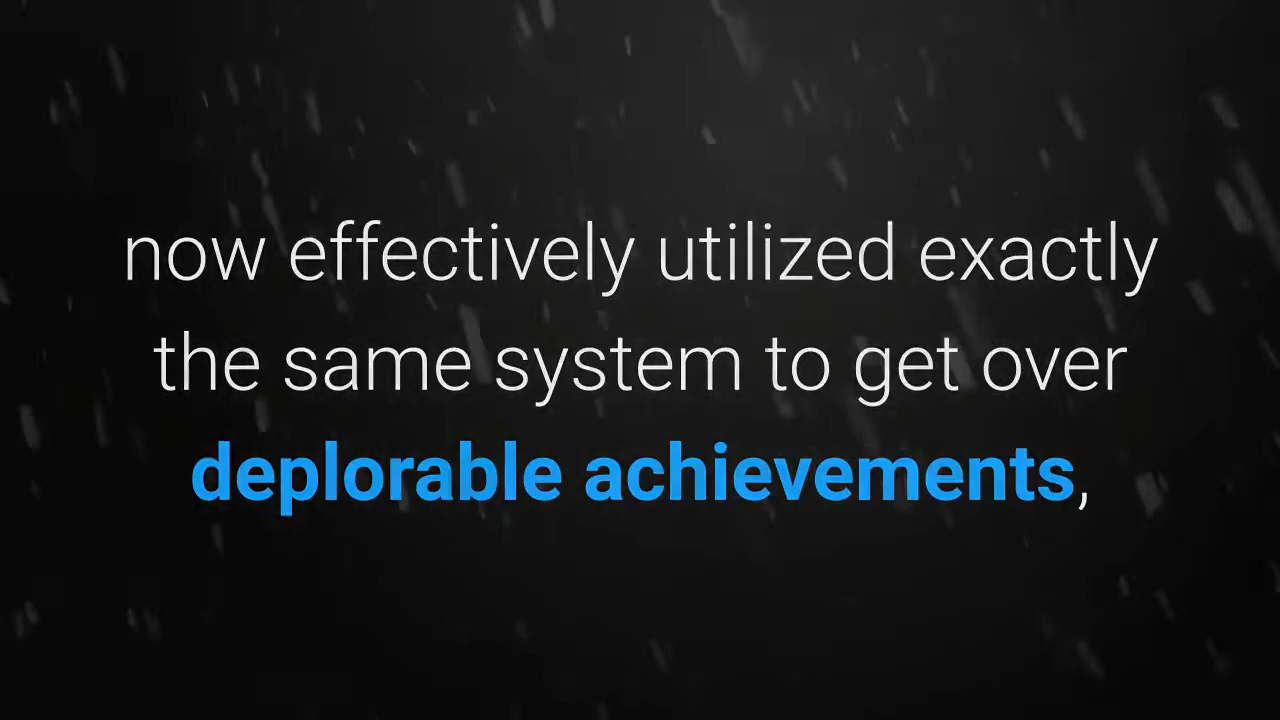 now effectively utilized exactly
the same system to get over
deplorable achievements,